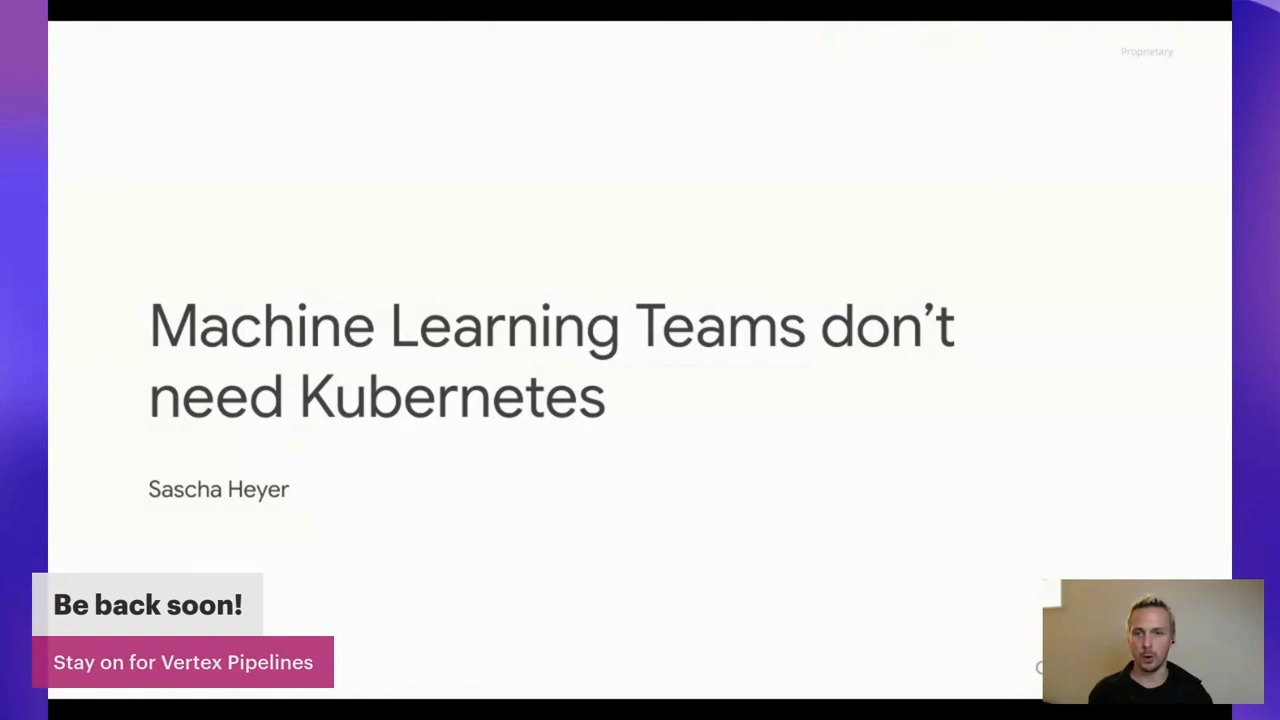 Proprietary
Machine Learning Teams don’t
need Kubernetes
Sascha Heyer
Be back soon!
Stay on for Vertex Pipelines